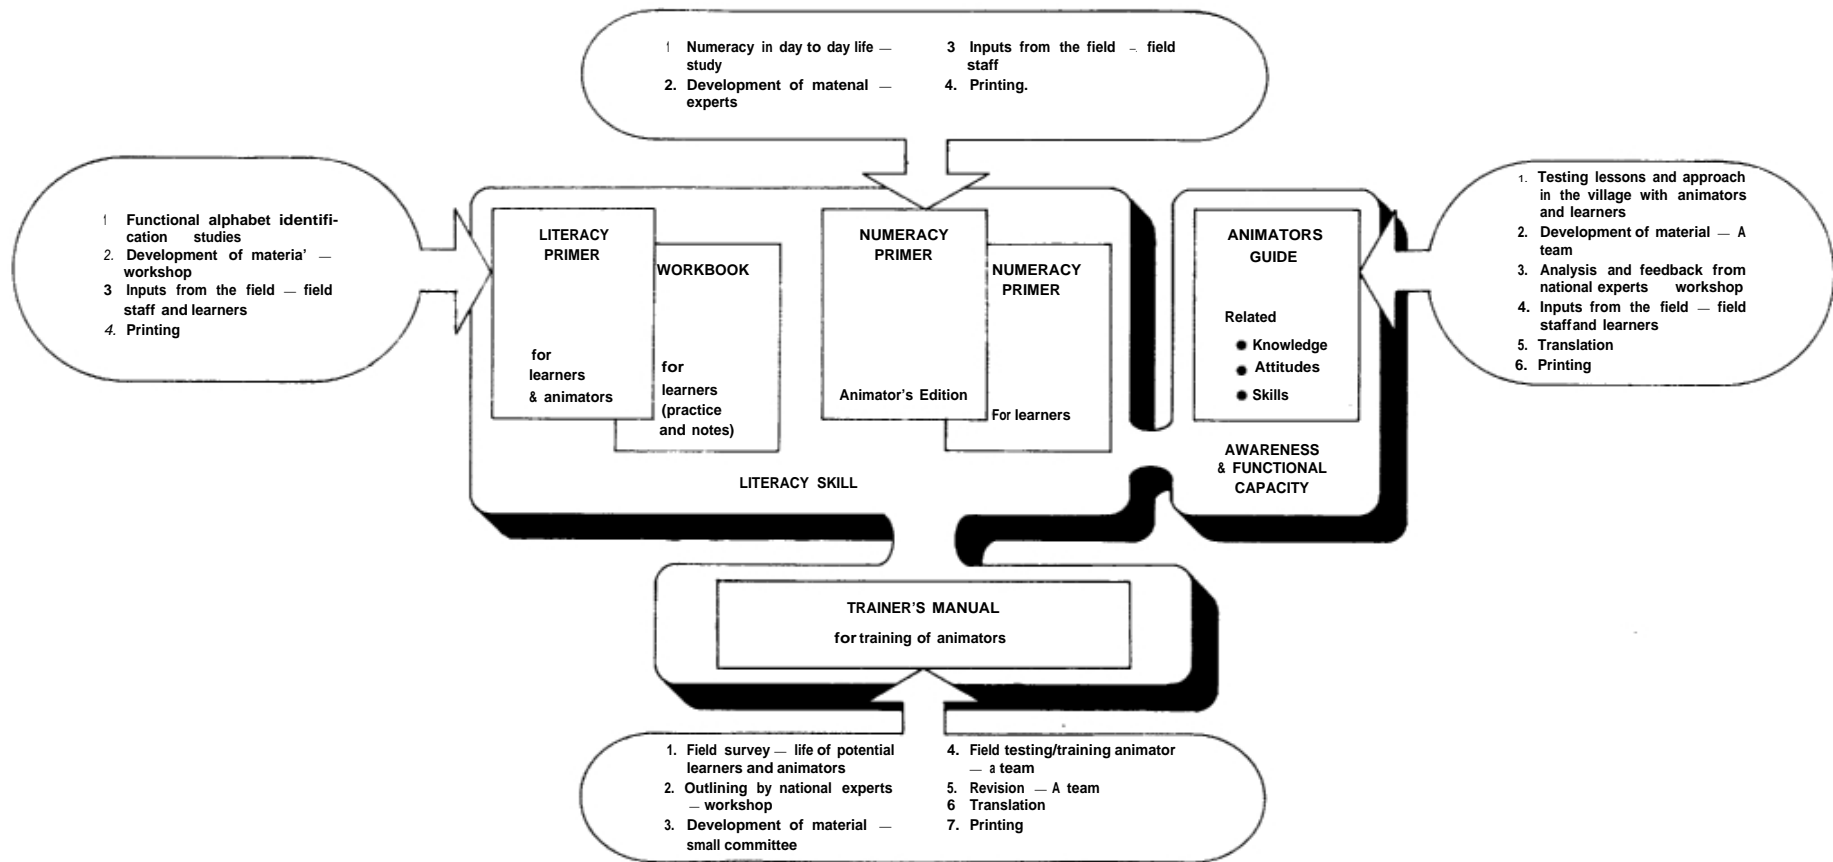 1 Numeracy in day to day life —
study
2. Development of matenal —
experts
3 Inputs from the field – field
staff
4. Printing.
1 Functional alphabet identifi-
cation studies
2. Development of materia' —
workshop
3 Inputs from the field — field
staff and learners
4. Printing
LITERACY
PRIMER
for
learners
& animators
WORKBOOK
for
learners
(practice
and notes)
NUMERACY
PRIMER
Animator's Edition
NUMERACY
PRIMER
For learners
LITERACY SKILL
ANIMATORS
GUIDE
Related
● Knowledge
● Attitudes
● Skills
AWARENESS
& FUNCTIONAL
CAPACITY
1. Testing lessons and approach
in the village with animators
and learners
2. Development of material — A
team
3. Analysis and feedback from
national experts workshop
4. Inputs from the field — field
staff and learners
5. Translation
6. Printing
TRAINER'S MANUAL
for training of animators
1. Field survey — life of potential
learners and animators
2. Outlining by national experts
— workshop
3. Development of material —
small committee
4. Field testing/training animator
— a team
5. Revision — A team
6 Translation
7. Printing